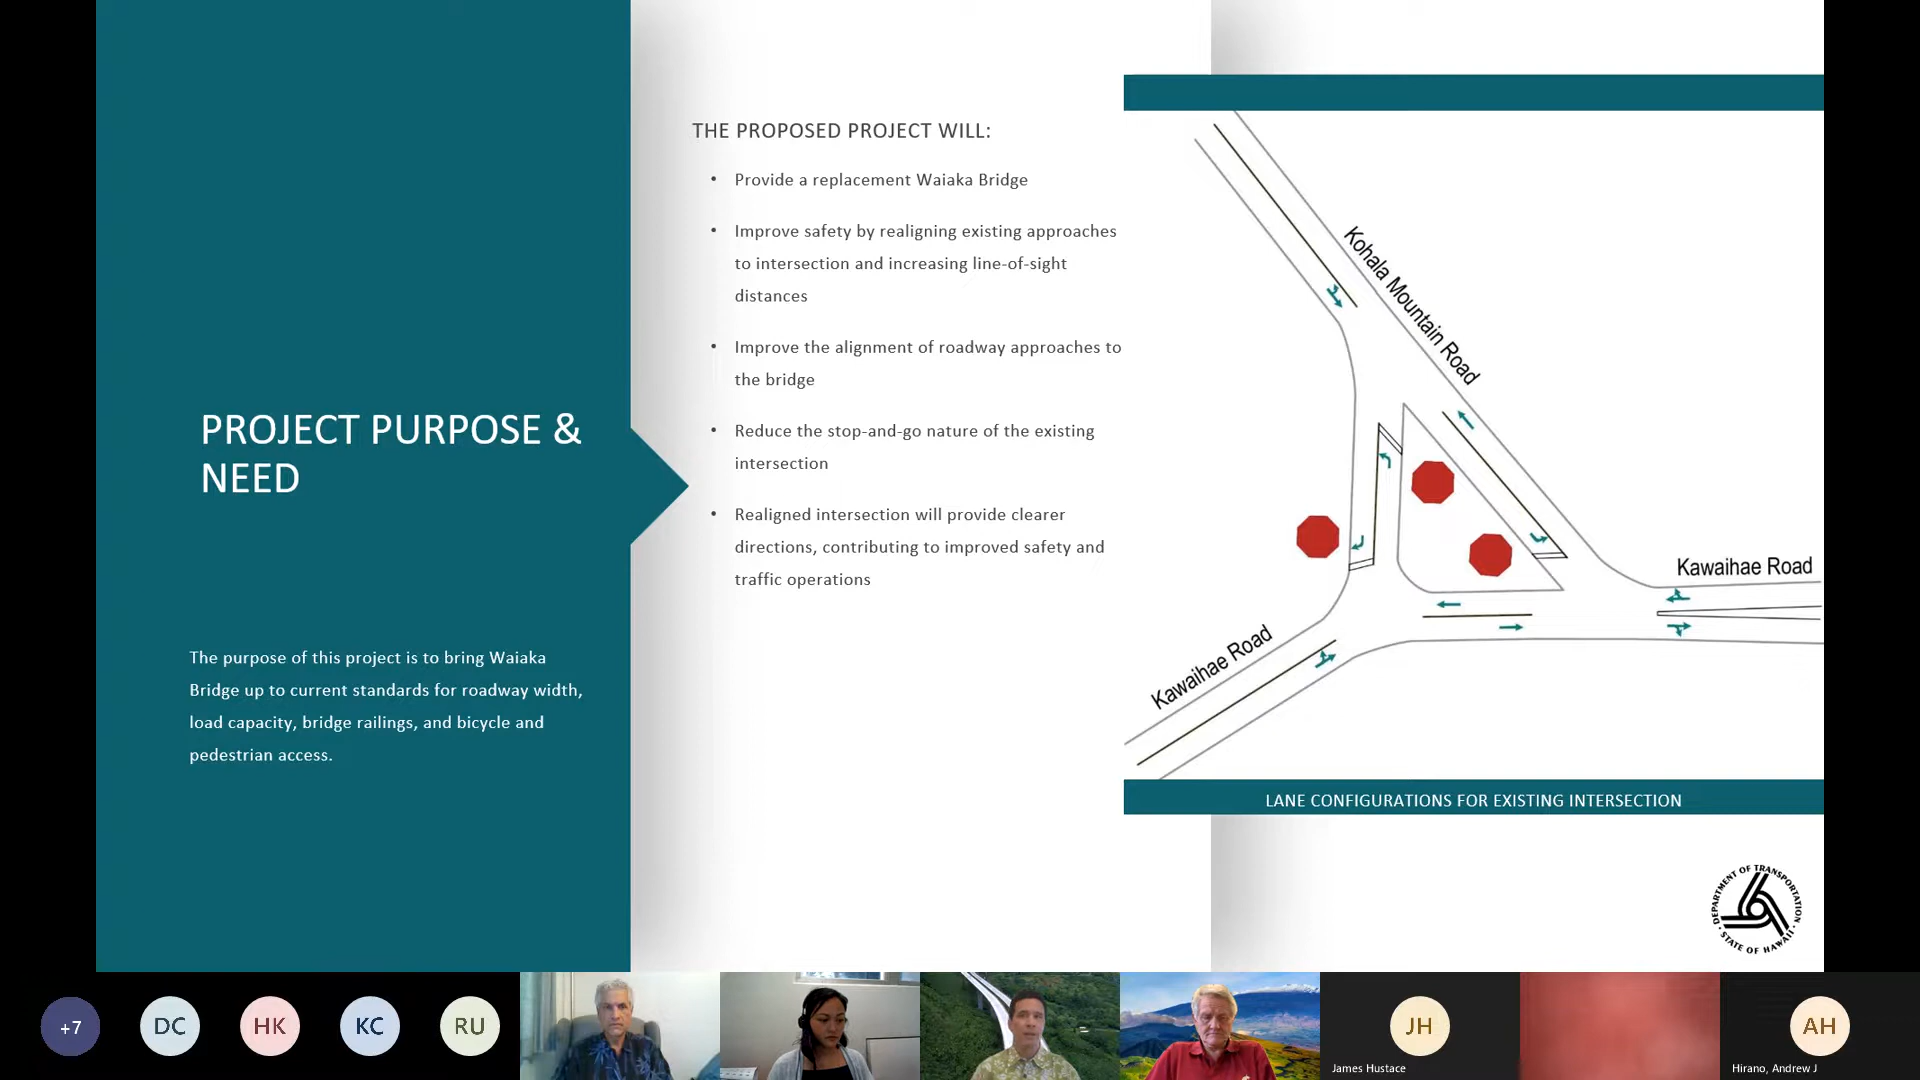 PROJECT PURPOSE &
NEED
The purpose of this project is to bring Waiaka
Bridge up to current standards for roadway width,
load capacity, bridge railings, and bicycle and
pedestrian access.
THE PROPOSED PROJECT WILL:
• Provide a replacement Waiaka Bridge
• Improve safety by realigning existing approaches
to intersection and increasing line-of-sight
distances
• Improve the alignment of roadway approaches to
the bridge
• Reduce the stop-and-go nature of the existing
intersection
• Realigned intersection will provide clearer
directions, contributing to improved safety and
traffic operations
Kohala Mountain Road
Kawaihae Road
Kawaihae Road
LANE CONFIGURATIONS FOR EXISTING INTERSECTION
DEPARTMENT OF TRANSPORTATION
STATE OF HAWAII
+7
DC
HK
KC
RU
JH
James Hustace
AH
Hirano, Andrew J